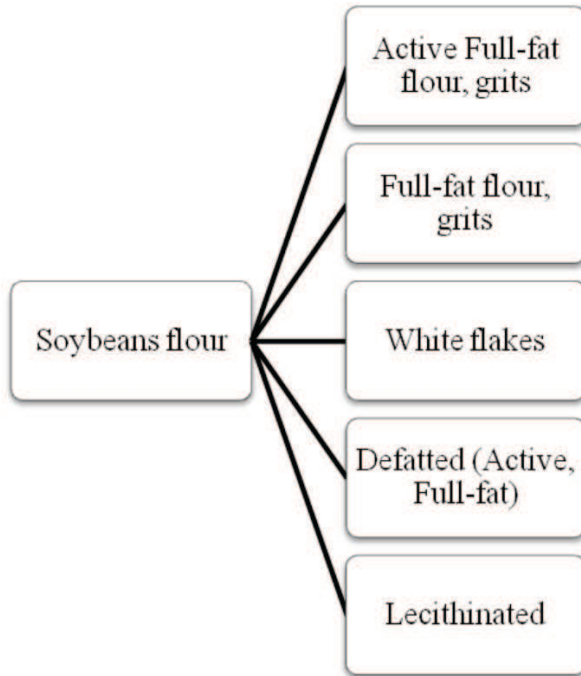 Active Full-fat
flour, grits
Full-fat flour,
grits
Soybeans flour
White flakes
Defatted (Active,
Full-fat)
Lecithinated